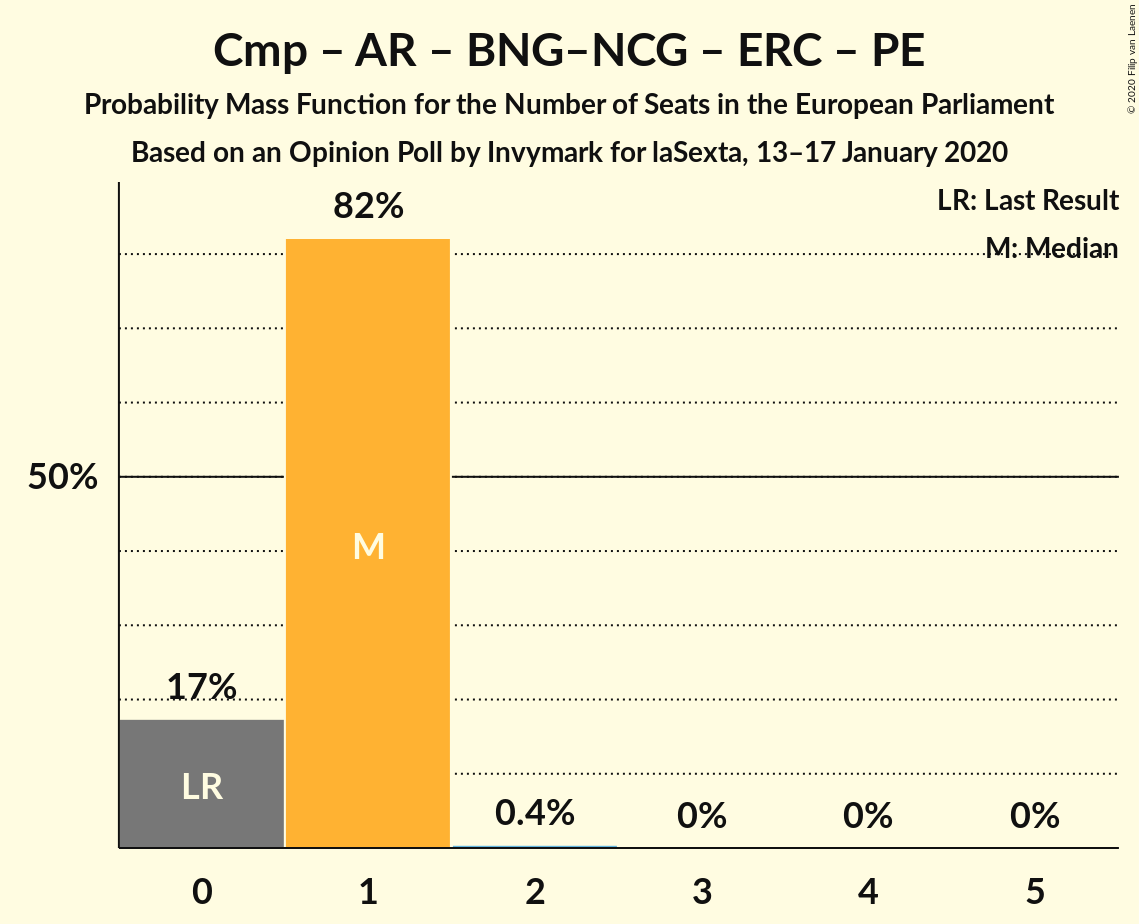 Cmp – AR – BNG–NCG – ERC – PE
Probability Mass Function for the Number of Seats in the European Parliament
Based on an Opinion Poll by Invymark for laSexta, 13–17 January 2020
© 2020 Filip van Laenen
LR: Last Result
M: Median
82%
50%
M
17%
LR
0.4%
0%
0%
0%
0
1
2
3
4
5